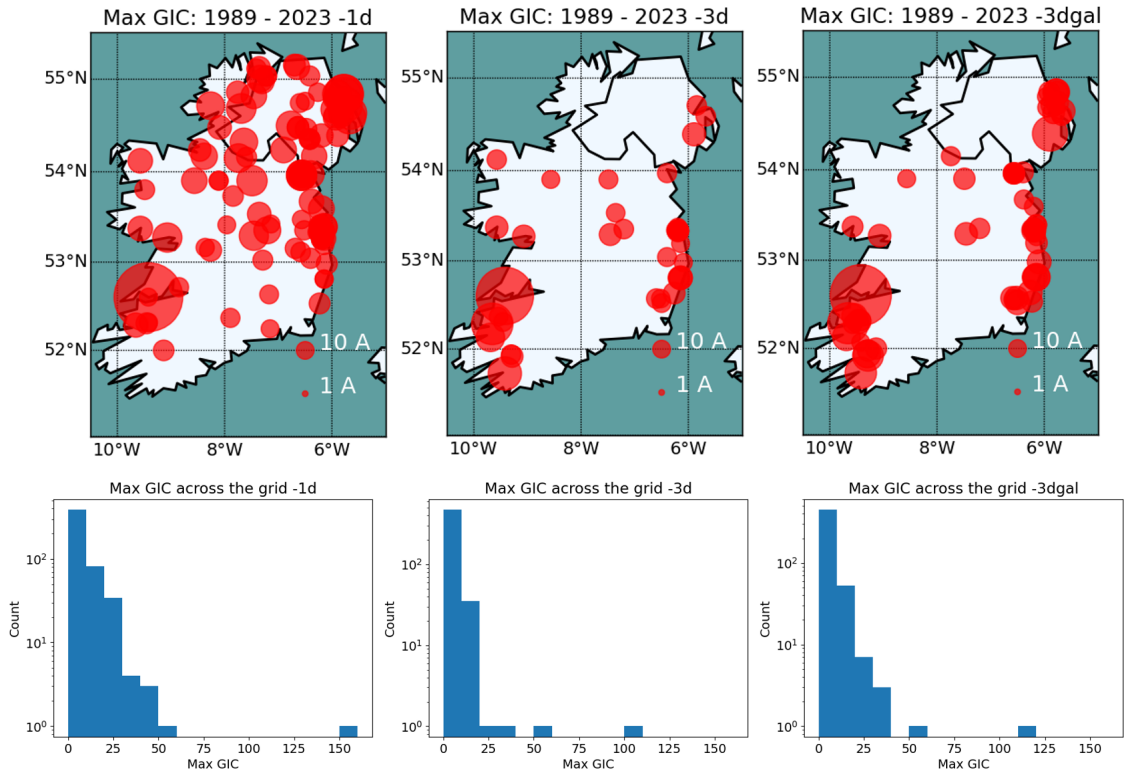 Max GIC: 1989 - 2023 -1d
55°N
54°N
53°N
52°N
10 A
1 A
10°W
8°W
6°W
Max GIC: 1989 - 2023 -3d
55°N
54°N
53°N
52°N
10 A
1 A
10°W
8°W
6°W
Max GIC: 1989 - 2023 -3dgal
55°N
54°N
53°N
52°N
10 A
1 A
10°W
8°W
6°W
Max GIC across the grid -1d
Count
10²
10¹
10⁰
0 25 50 75 100 125 150
Max GIC
Max GIC across the grid -3d
Count
10²
10¹
10⁰
0 25 50 75 100 125 150
Max GIC
Max GIC across the grid -3dgal
Count
10²
10¹
10⁰
0 25 50 75 100 125 150
Max GIC